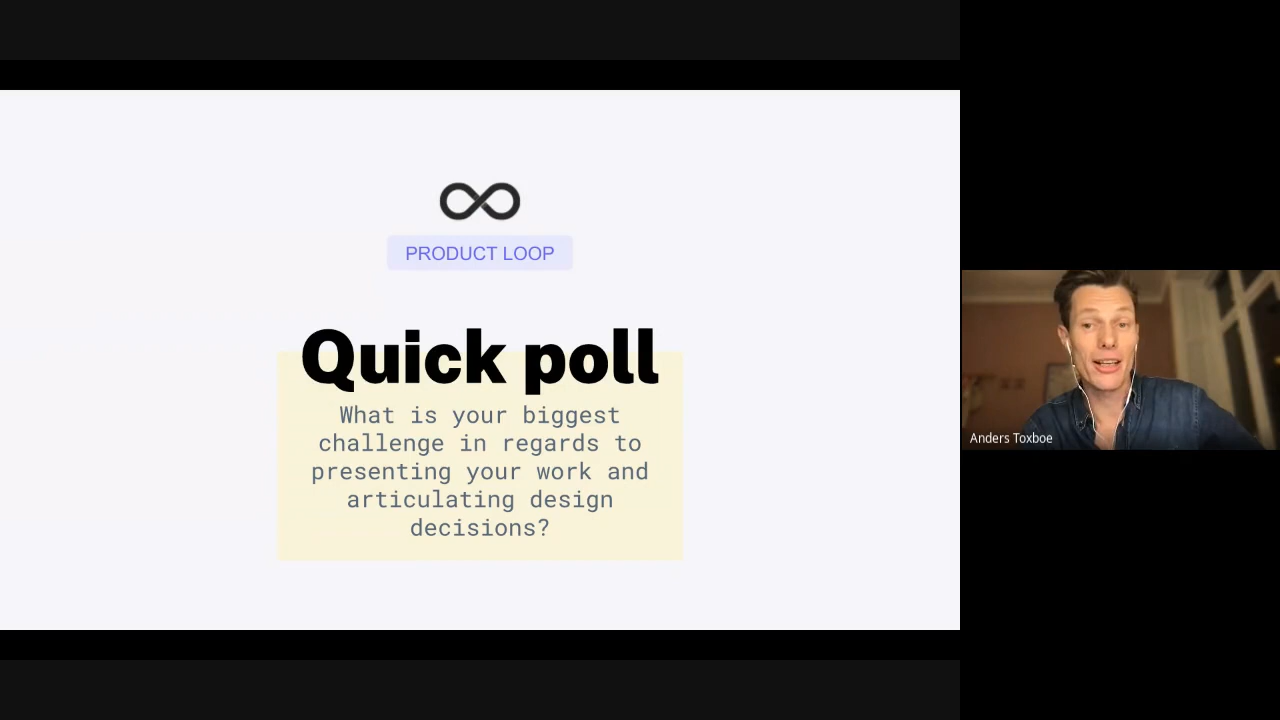 PRODUCT LOOP
Quick poll
What is your biggest
challenge in regards to
presenting your work and
articulating design
decisions?
Anders Toxboe